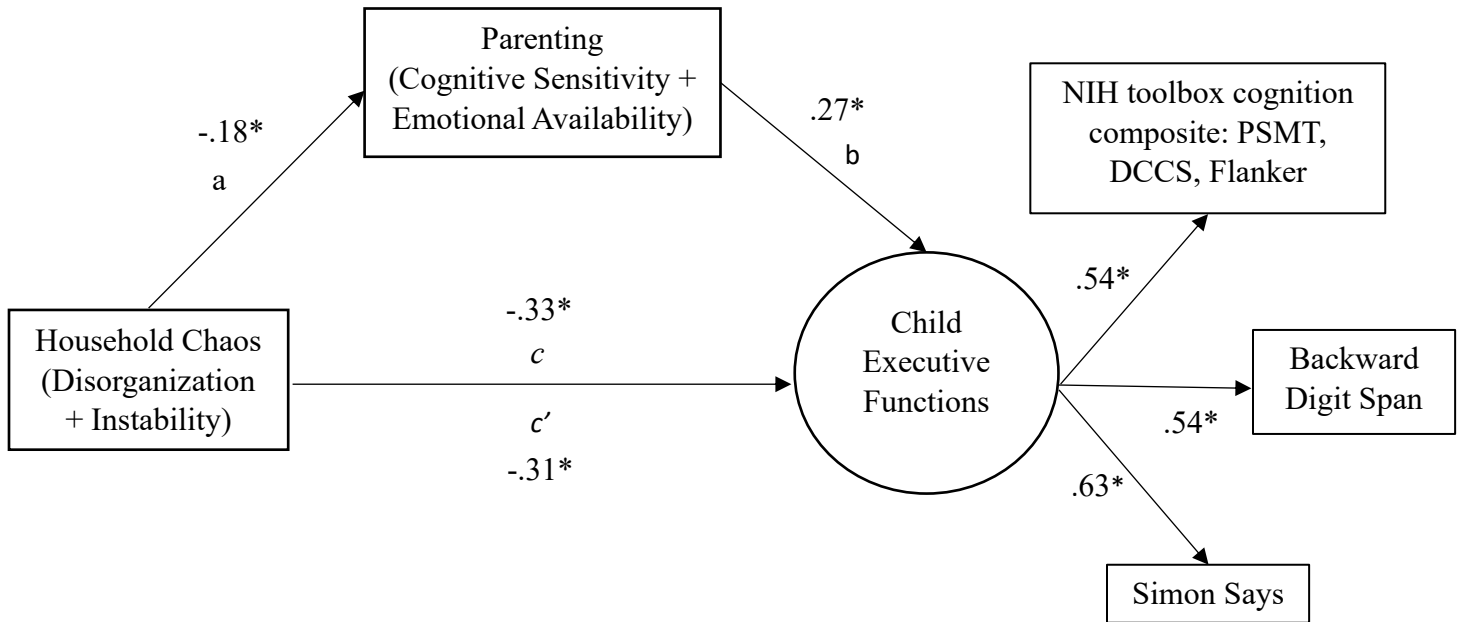 Parenting
(Cognitive Sensitivity +
Emotional Availability)
-.18*
a
.27*
b
NIH toolbox cognition
composite: PSMT,
DCCS, Flanker
Household Chaos
(Disorganization
+ Instability)
-.33*
c
c'
-.31*
Child
Executive
Functions
.54*
Backward
Digit Span
.54*
.63*
Simon Says